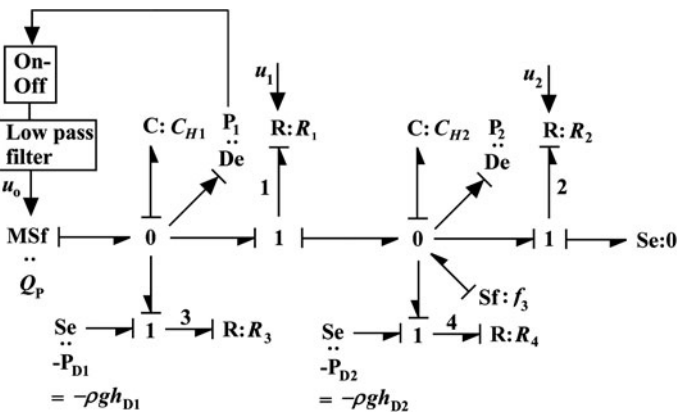 On-
Off
Low pass
filter
u₀
MSf
Q_P
C: C_H1
P₁
De
u₁
R: R₁
1
0
1
C: C_H2
P₂
De
u₂
R: R₂
2
0
1
Se:0
Sf: f₃
Se
-P_D1
= -ρgh_D1
1
3
R: R₃
Se
-P_D2
= -ρgh_D2
1
4
R: R₄